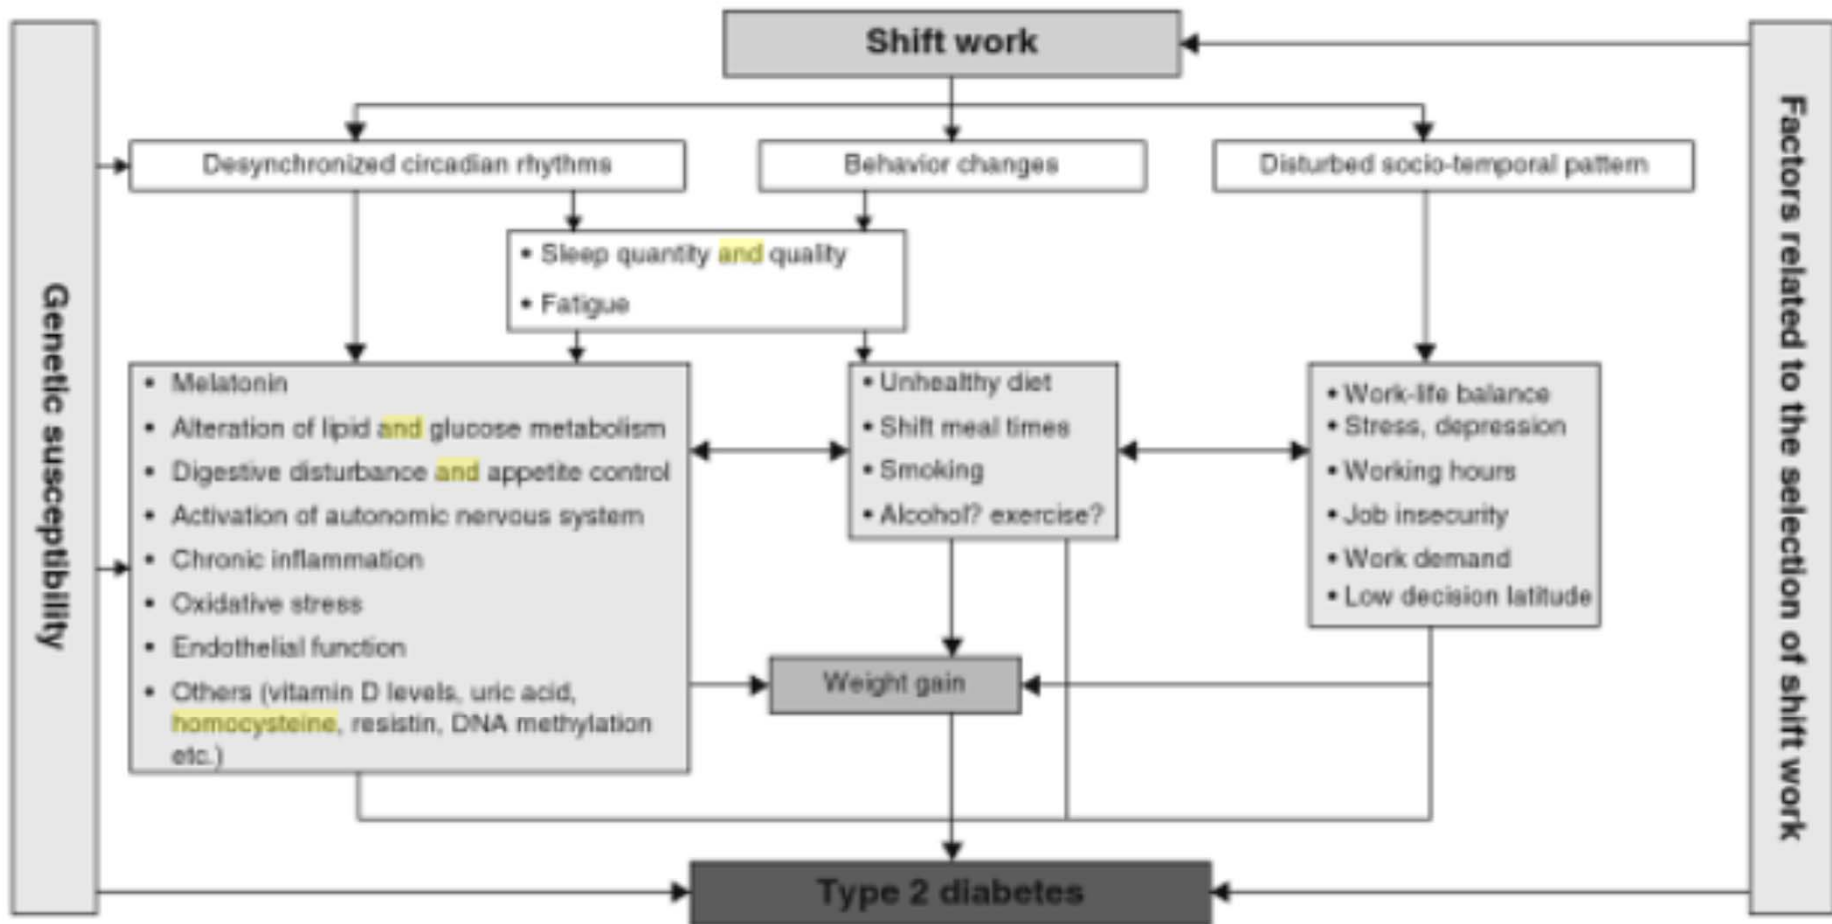 Shift work
Genetic susceptibility
Factors related to the selection of shift work
Desynchronized circadian rhythms
Behavior changes
Disturbed socio-temporal pattern
• Sleep quantity and quality
• Fatigue
• Melatonin
• Alteration of lipid and glucose metabolism
• Digestive disturbance and appetite control
• Activation of autonomic nervous system
• Chronic inflammation
• Oxidative stress
• Endothelial function
• Others (vitamin D levels, uric acid,
homocysteine, resistin, DNA methylation
etc.)
• Unhealthy diet
• Shift meal times
• Smoking
• Alcohol? exercise?
• Work-life balance
• Stress, depression
• Working hours
• Job insecurity
• Work demand
• Low decision latitude
Weight gain
Type 2 diabetes